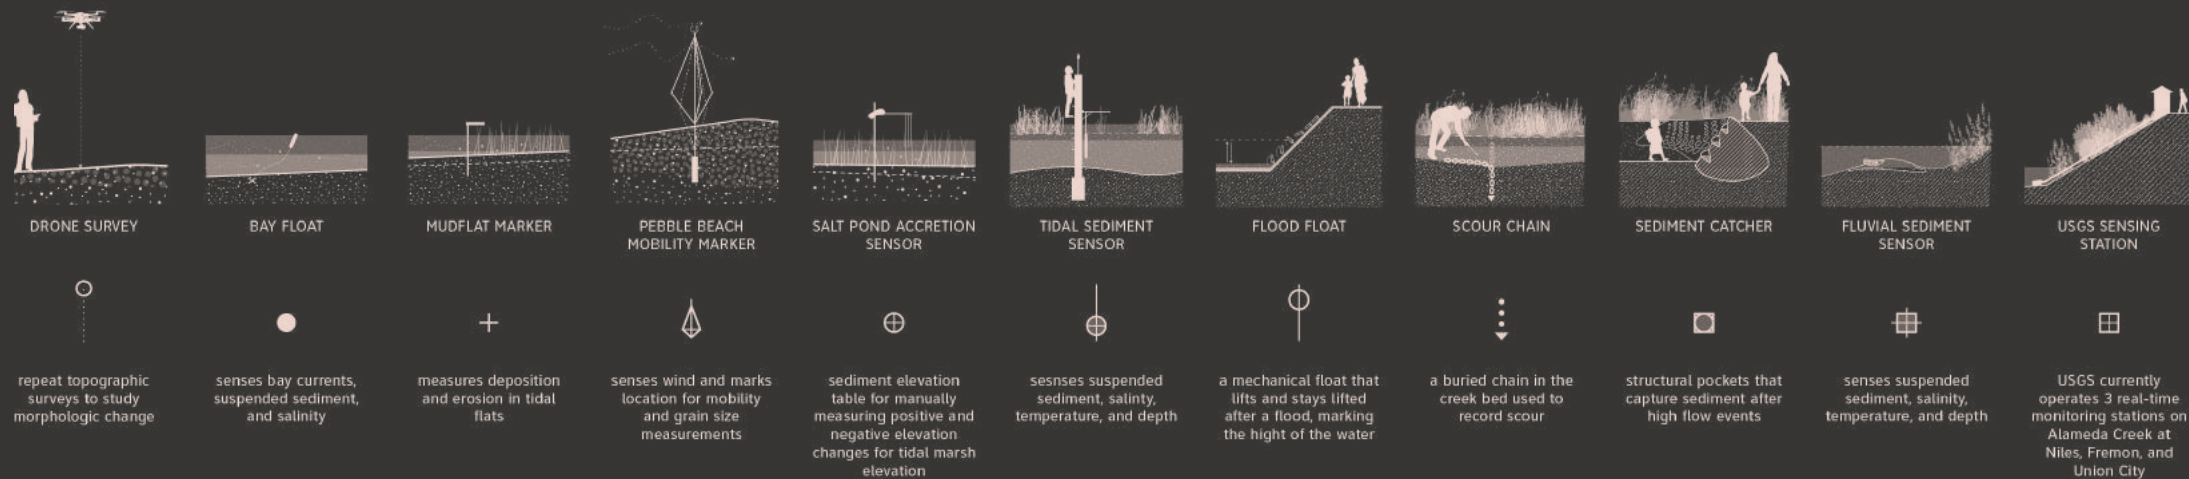 DRONE SURVEY
BAY FLOAT
MUDFLAT MARKER
PEBBLE BEACH
MOBILITY MARKER
SALT POND ACCRETION
SENSOR
TIDAL SEDIMENT
SENSOR
FLOOD FLOAT
SCOUR CHAIN
SEDIMENT CATCHER
FLUVIAL SEDIMENT
SENSOR
USGS SENSING
STATION
repeat topographic
surveys to study
morphologic change
senses bay currents,
suspended sediment,
and salinity
measures deposition
and erosion in tidal
flats
senses wind and marks
location for mobility
and grain size
measurements
sediment elevation
table for manually
measuring positive and
negative elevation
changes for tidal marsh
elevation
sesnses suspended
sediment, salinty,
temperature, and depth
a mechanical float that
lifts and stays lifted
after a flood, marking
the hight of the water
a buried chain in the
creek bed used to
record scour
structural pockets that
capture sediment after
high flow events
senses suspended
sediment, salinity,
temperature, and depth
USGS currently
operates 3 real-time
monitoring stations on
Alameda Creek at
Niles, Fremon, and
Union City